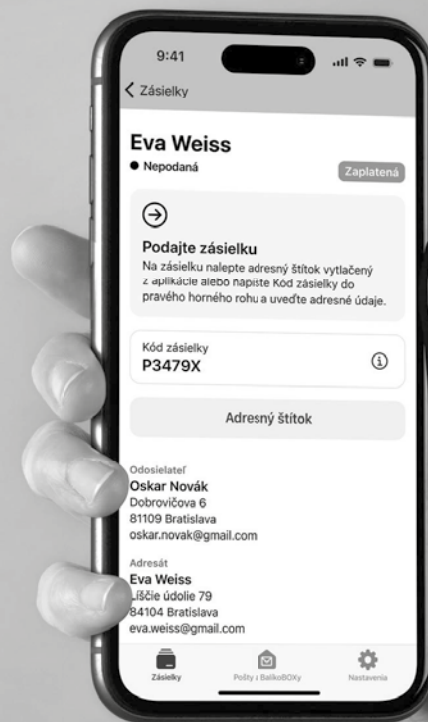 9:41
Zásielky
Eva Weiss
Nepodaná
Zaplatená
Podajte zásielku
Na zásielku nalepte adresný štítok vytlačený
z aplikácie alebo napíšte Kód zásielky do
pravého horného rohu a uveďte adresné údaje.
Kód zásielky
P3479X
Adresný štítok
Odosielateľ
Oskar Novák
Dobrovičova 6
81109 Bratislava
oskar.novak@gmail.com
Adresát
Eva Weiss
Líščie údolie 79
84104 Bratislava
eva.weiss@gmail.com
Zásielky
Pošty a BalíkoBOXy
Nastavenia